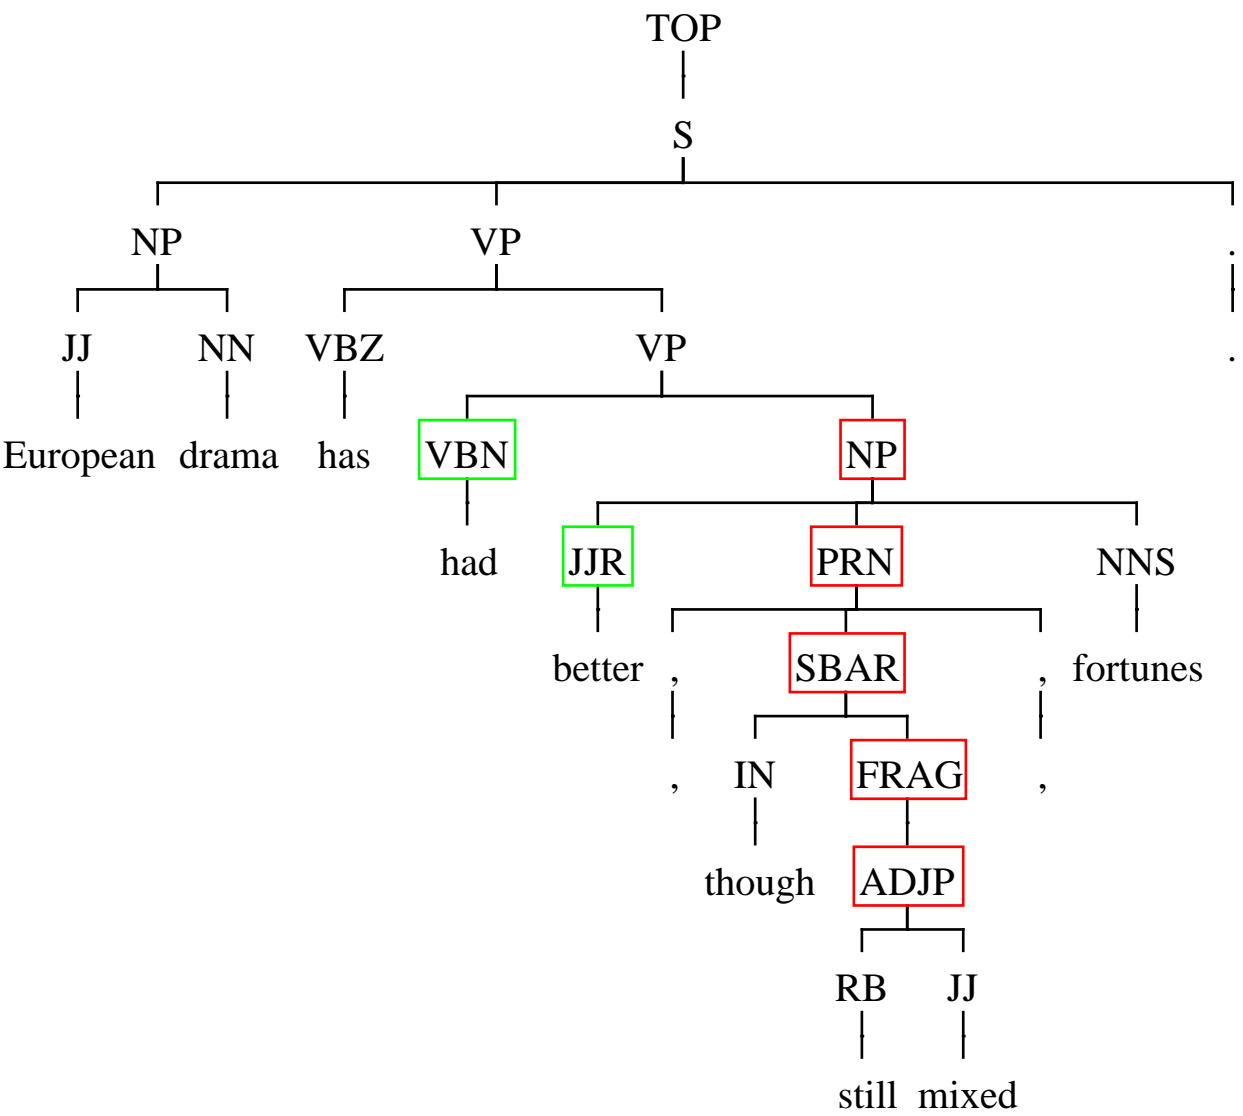 TOP
S
NP VP .
JJ NN VBZ VP .
European drama has VBN NP
had JJR PRN NNS
better , SBAR , fortunes
, IN FRAG ,
though ADJP
RB JJ
still mixed